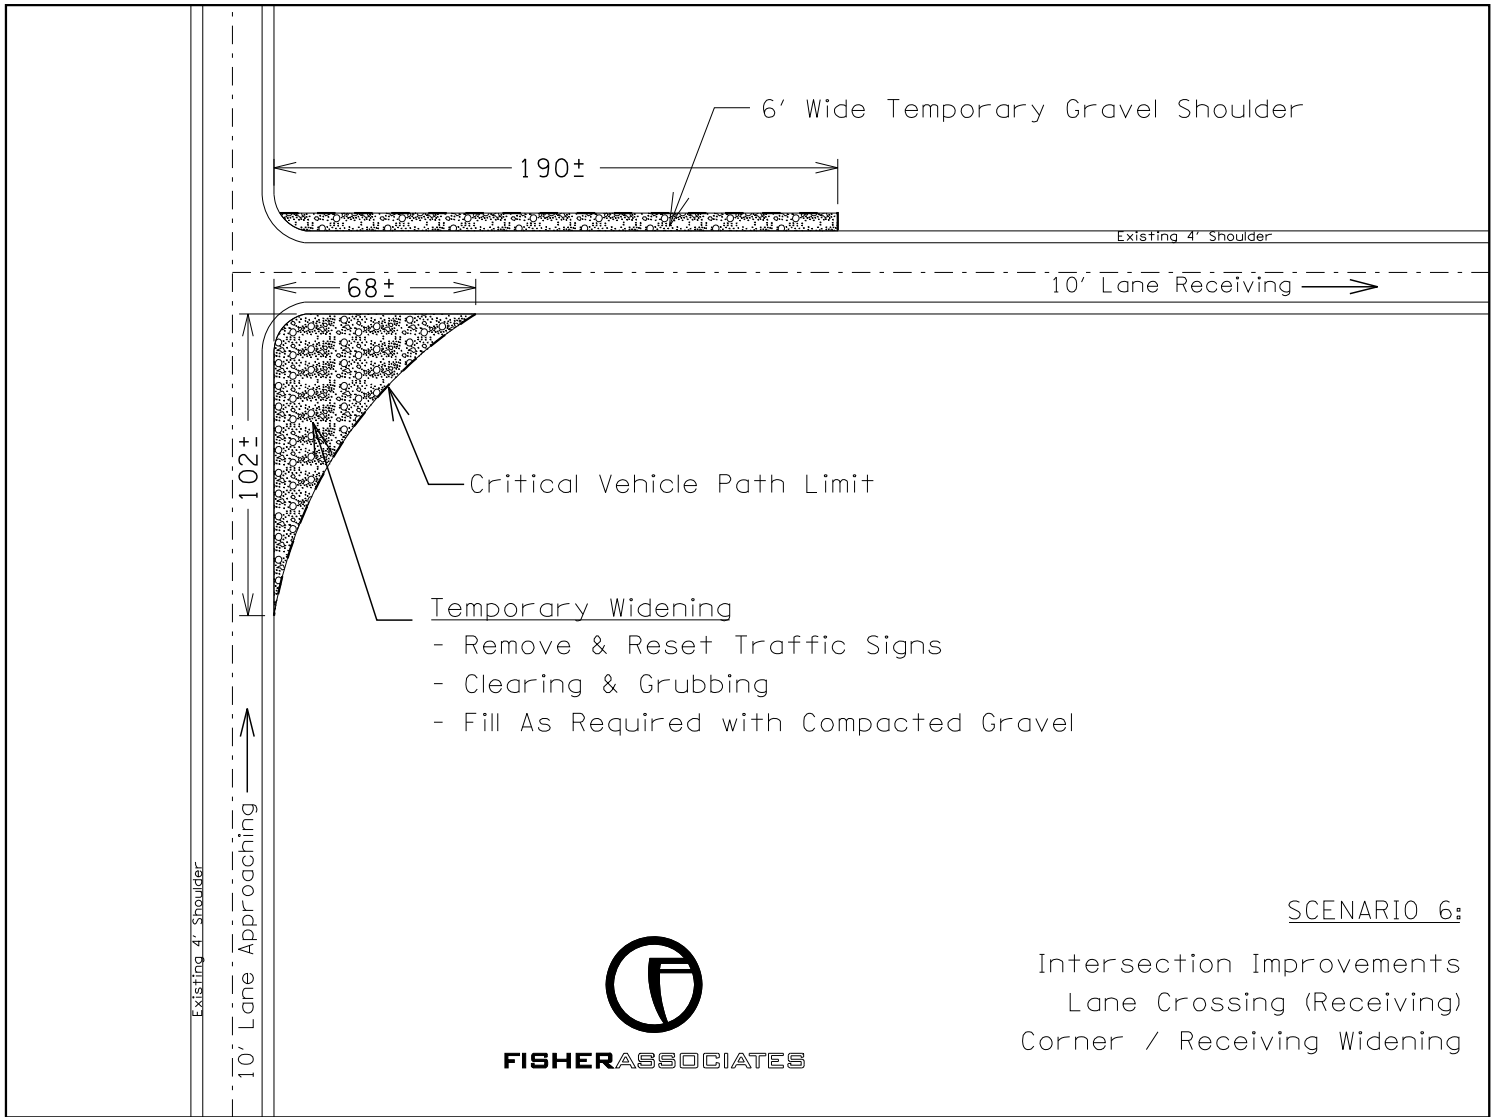 6' Wide Temporary Gravel Shoulder
190±
Existing 4' Shoulder
68±
10' Lane Receiving
102±
Critical Vehicle Path Limit
Temporary Widening
- Remove & Reset Traffic Signs
- Clearing & Grubbing
- Fill As Required with Compacted Gravel
10' Lane Approaching
Existing 4' Shoulder
SCENARIO 6:
Intersection Improvements
Lane Crossing (Receiving)
Corner / Receiving Widening
FISHERASSOCIATES